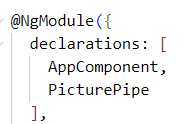 @NgModule({
  declarations: [
    AppComponent,
    PicturePipe
  ],